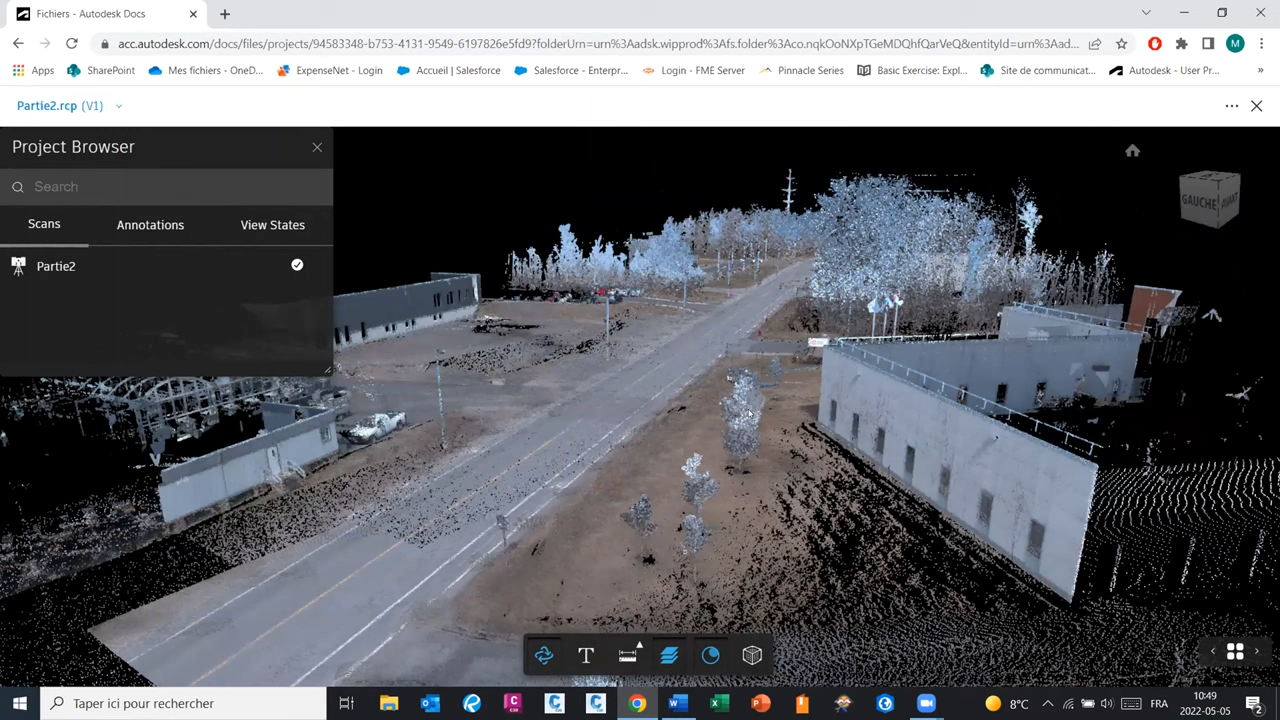 Fichiers - Autodesk Docs
acc.autodesk.com/docs/files/projects/94583348-b753-4131-954f-6197226e5fd9?folderUrn=urn%3Aadsk.wipprod%3Afs.folder%3Aco.nqkOoNXpTGeMDQhfQarVeQ&entityId=urn%3Aad...
M
Apps SharePoint Mes fichiers - OneD... ExpenseNet - Login Accueil | Salesforce Salesforce - Enterpr... Login - FME Server Pinnacle Series Basic Exercise: Expl... Site de communicat... Autodesk - User Pr... »
Partie2.rcp (V1)
Project Browser
Search
Scans Annotations View States
Partie2
GAUCHE AVANT
T
Taper ici pour rechercher
8°C
FRA
10:49
2022-05-05
2